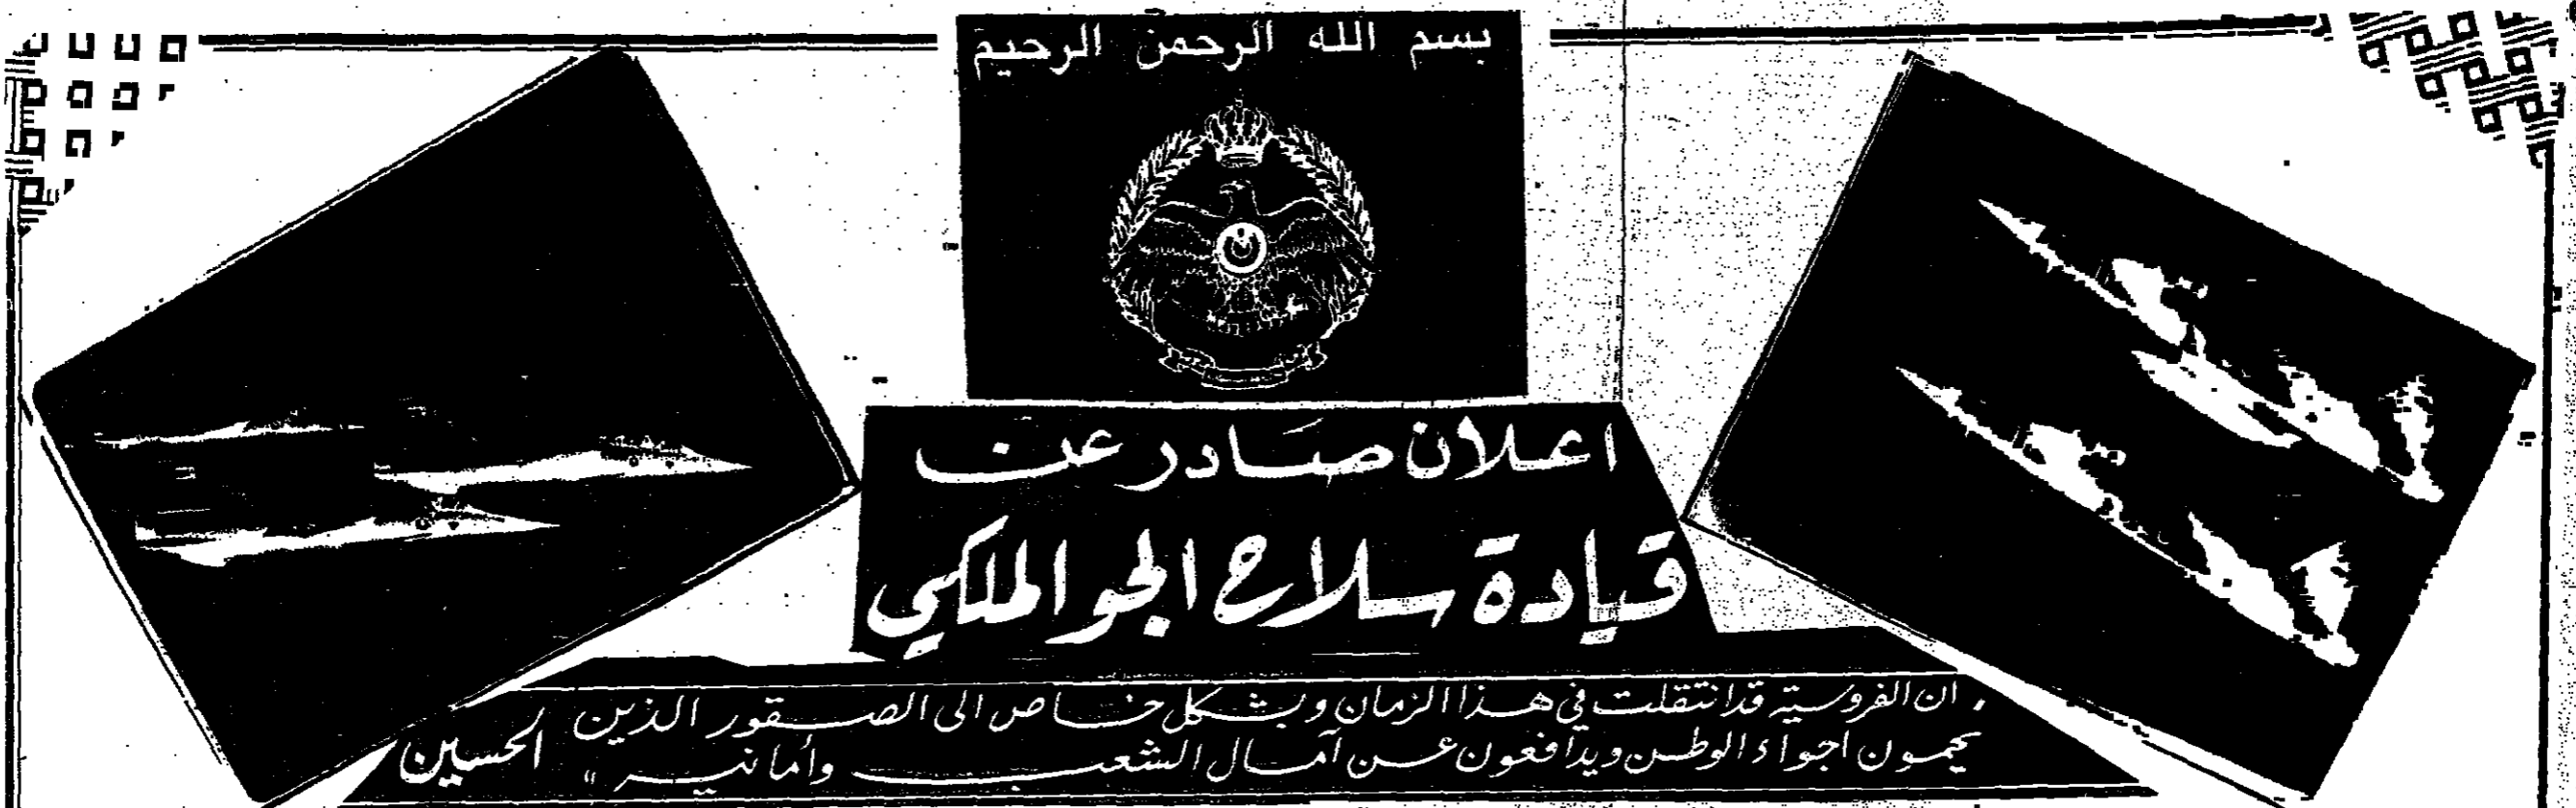 بسم الله الرحمن الرحيم
اعلان صادر عن
قيادة سلاح الجو الملكي
ان الفروسية قد انتقلت في هذا الزمان وبشكل خاص الى الصقور الذين
يحمون اجواء الوطن ويدافعون عن آمال الشعب وأمانيه "
الحسين